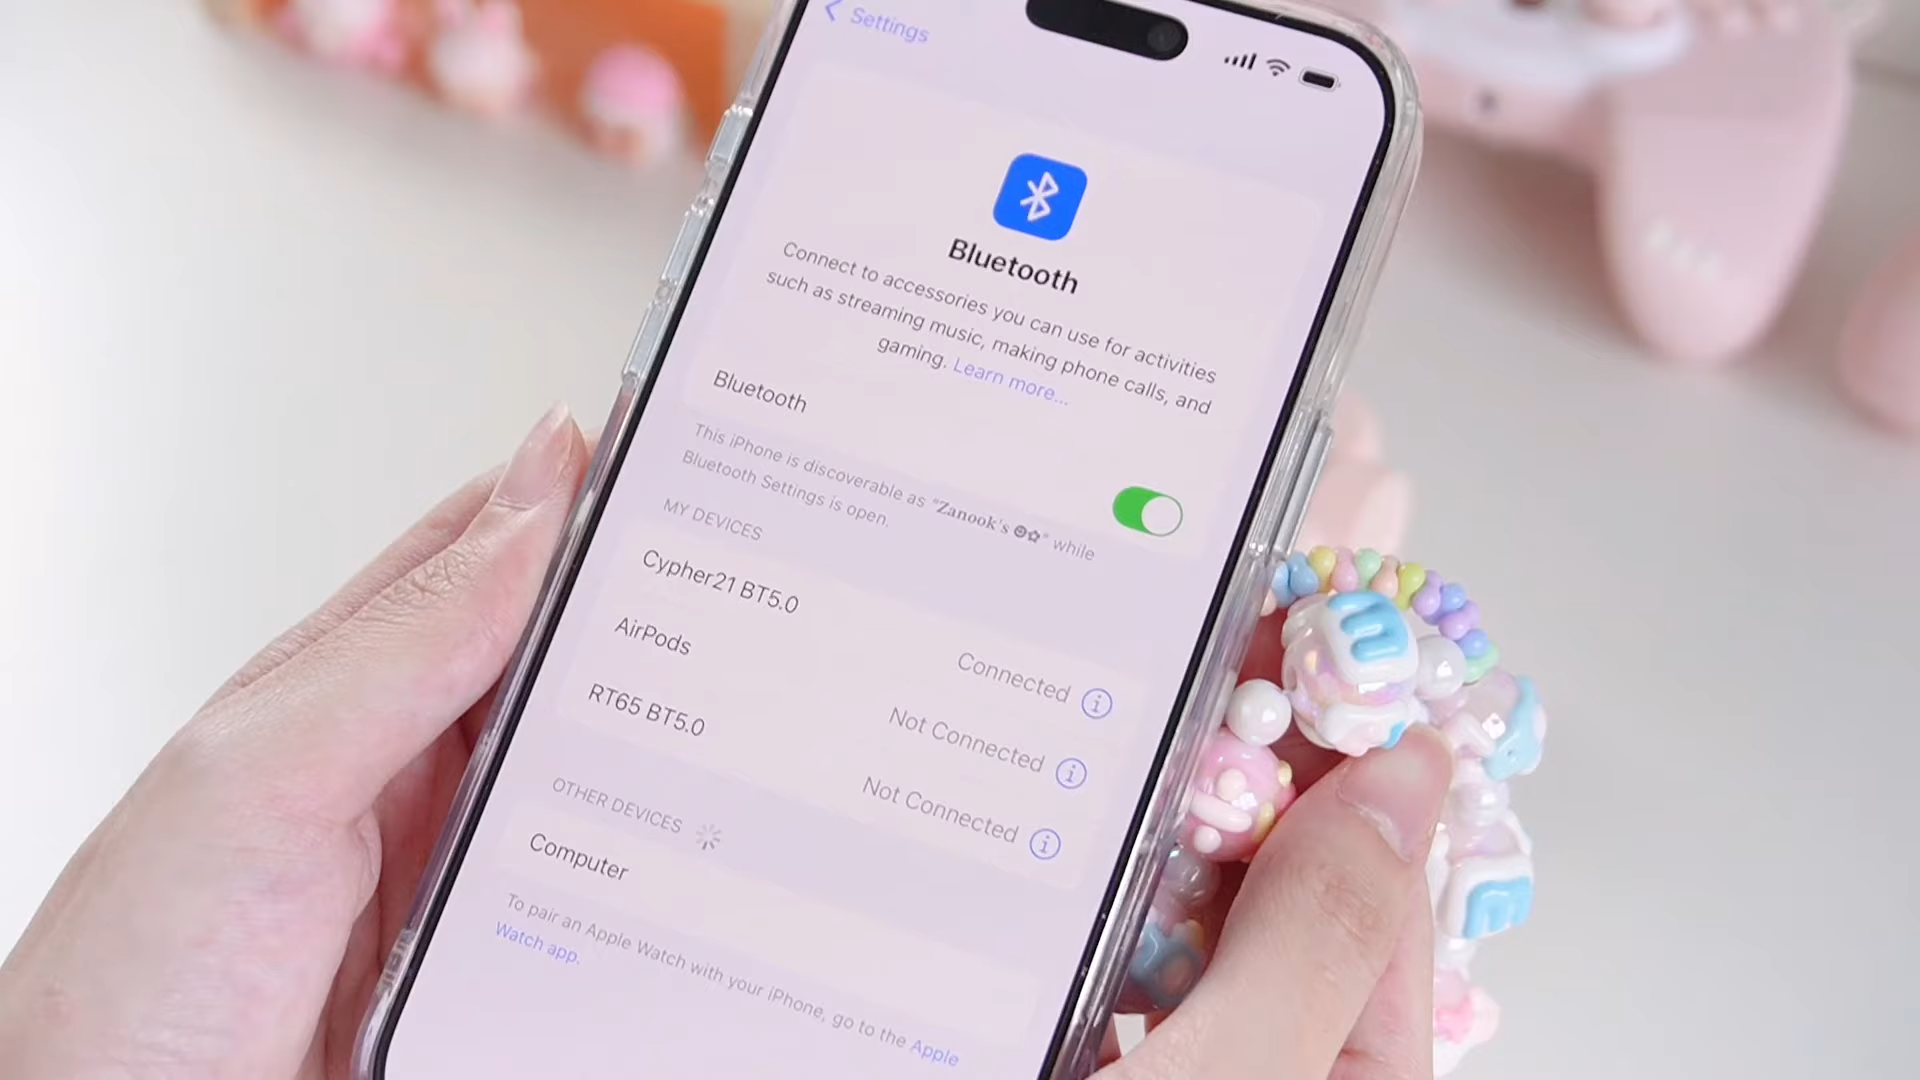 Settings
Bluetooth
Connect to accessories you can use for activities
such as streaming music, making phone calls, and
gaming. Learn more...
Bluetooth
This iPhone is discoverable as "Zanook's ☻✿" while
Bluetooth Settings is open.
MY DEVICES
Cypher21 BT5.0 Connected
AirPods Not Connected
RT65 BT5.0 Not Connected
OTHER DEVICES
Computer
To pair an Apple Watch with your iPhone, go to the Apple
Watch app.